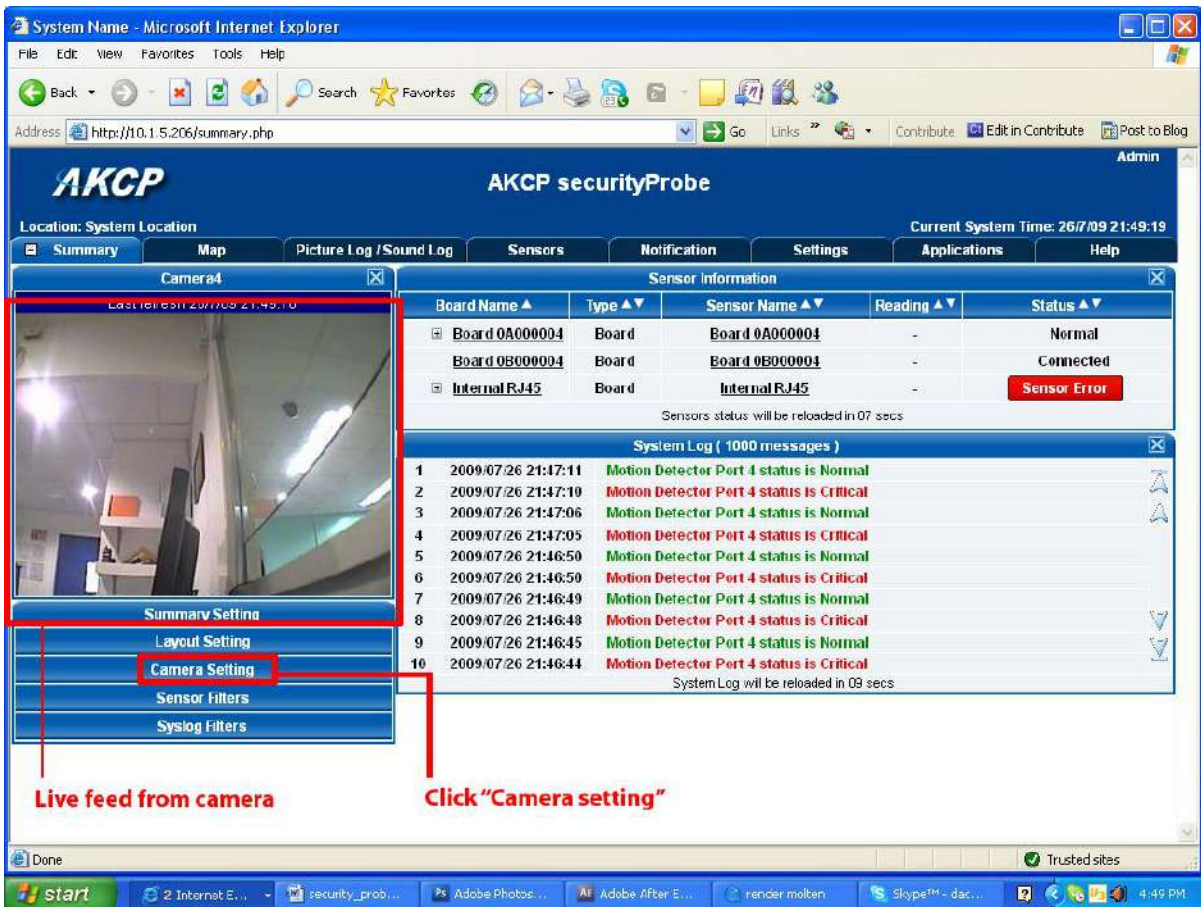 System Name - Microsoft Internet Explorer
File Edit View Favorites Tools Help
Back Search Favorites
Address http://10.1.5.206/summary.php Go Links » Contribute Edit in Contribute Post to Blog
Admin
AKCP AKCP securityProbe
Location: System Location Current System Time: 26/7/09 21:49:19
Summary Map Picture Log / Sound Log Sensors Notification Settings Applications Help
Camera4 Sensor Information
Last refresh 26/7/09
Board Name Type Sensor Name Reading Status
Board 0A000004 Board Board 0A000004 - Normal
Board 0B000004 Board Board 0B000004 - Connected
Internal RJ45 Board Internal RJ45 - Sensor Error
Sensors status will be reloaded in 07 secs
System Log ( 1000 messages )
1 2009/07/26 21:47:11 Motion Detector Port 4 status is Normal
2 2009/07/26 21:47:10 Motion Detector Port 4 status is Critical
3 2009/07/26 21:47:06 Motion Detector Port 4 status is Normal
4 2009/07/26 21:47:05 Motion Detector Port 4 status is Critical
5 2009/07/26 21:46:50 Motion Detector Port 4 status is Normal
6 2009/07/26 21:46:50 Motion Detector Port 4 status is Critical
7 2009/07/26 21:46:49 Motion Detector Port 4 status is Normal
8 2009/07/26 21:46:48 Motion Detector Port 4 status is Critical
9 2009/07/26 21:46:45 Motion Detector Port 4 status is Normal
10 2009/07/26 21:46:44 Motion Detector Port 4 status is Critical
System Log will be reloaded in 09 secs
Summary Setting
Layout Setting
Camera Setting
Sensor Filters
Syslog Filters
Live feed from camera
Click "Camera setting"
Done Trusted sites
start 2 Internet E... security_prob... Adobe Photos... Adobe After E... render molten Skype™ - dac... 4:49 PM